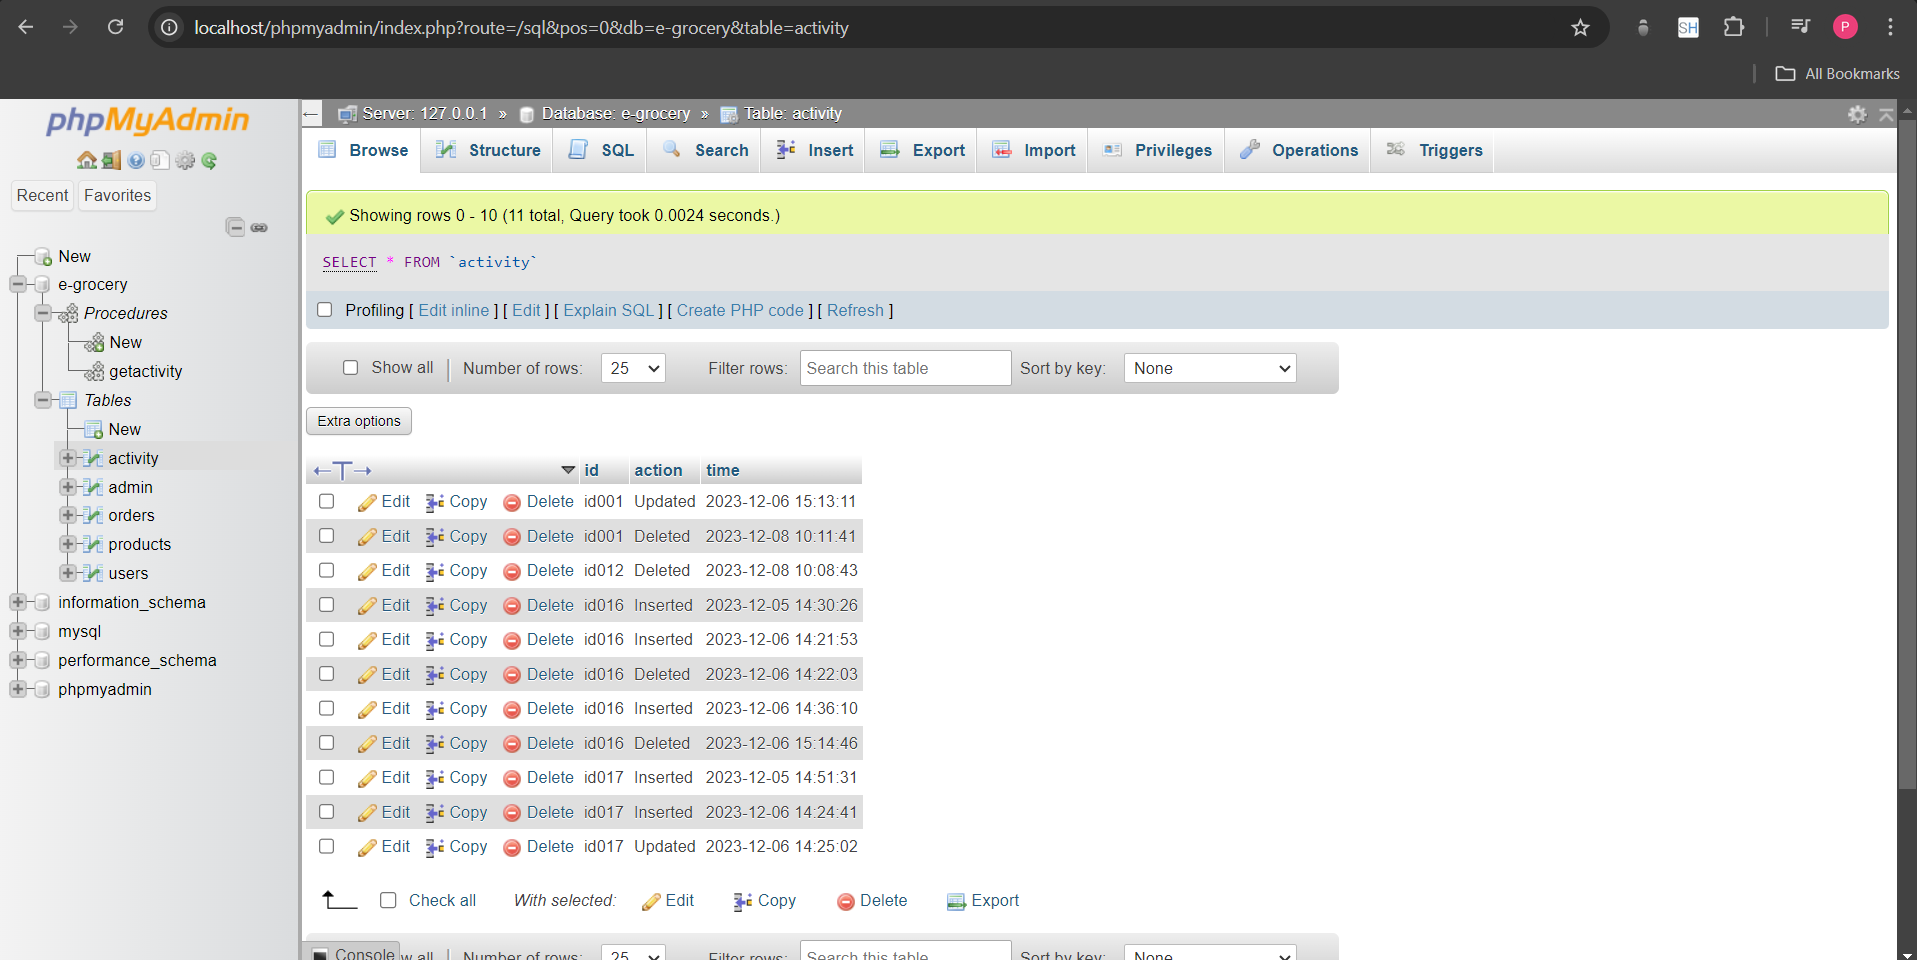 localhost/phpmyadmin/index.php?route=/sql&pos=0&db=e-grocery&table=activity
SH
P
All Bookmarks
phpMyAdmin
Recent Favorites
New
e-grocery
Procedures
New
getactivity
Tables
New
activity
admin
orders
products
users
information_schema
mysql
performance_schema
phpmyadmin
Server: 127.0.0.1 » Database: e-grocery » Table: activity
Browse Structure SQL Search Insert Export Import Privileges Operations Triggers
Showing rows 0 - 10 (11 total, Query took 0.0024 seconds.)
SELECT * FROM `activity`
Profiling [ Edit inline ] [ Edit ] [ Explain SQL ] [ Create PHP code ] [ Refresh ]
Show all Number of rows: 25 Filter rows: Search this table Sort by key: None
Extra options
←T→ id action time
Edit Copy Delete id001 Updated 2023-12-06 15:13:11
Edit Copy Delete id001 Deleted 2023-12-08 10:11:41
Edit Copy Delete id012 Deleted 2023-12-08 10:08:43
Edit Copy Delete id016 Inserted 2023-12-05 14:30:26
Edit Copy Delete id016 Inserted 2023-12-06 14:21:53
Edit Copy Delete id016 Deleted 2023-12-06 14:22:03
Edit Copy Delete id016 Inserted 2023-12-06 14:36:10
Edit Copy Delete id016 Deleted 2023-12-06 15:14:46
Edit Copy Delete id017 Inserted 2023-12-05 14:51:31
Edit Copy Delete id017 Inserted 2023-12-06 14:24:41
Edit Copy Delete id017 Updated 2023-12-06 14:25:02
Check all With selected: Edit Copy Delete Export
Console w all Number of rows: 25 Filter rows: Search this table Sort by key: None